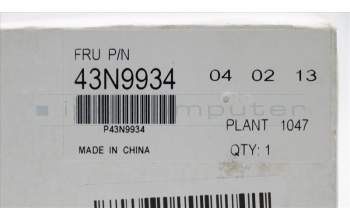 FRU P/N
43N9934 04 02 13
P43N9934 PLANT 1047
MADE IN CHINA QTY: 1